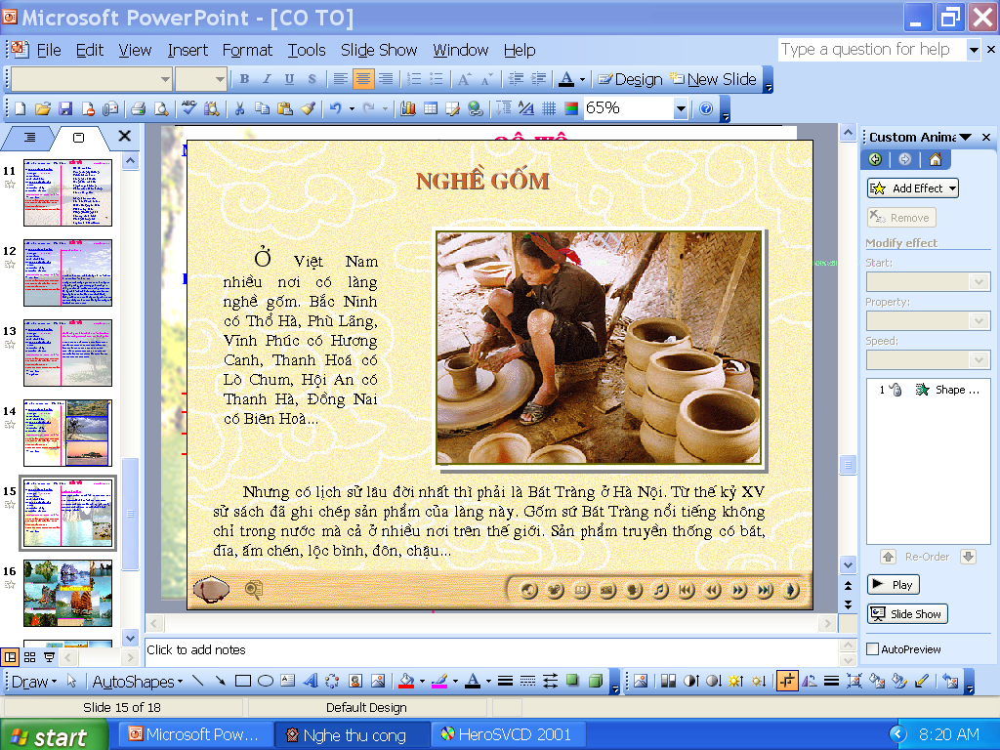 Microsoft PowerPoint - [CO TO]
File Edit View Insert Format Tools Slide Show Window Help
Type a question for help
B I U S
Design New Slide
65%
Custom Anima
Add Effect
Remove
Modify effect
Start:
Property:
Speed:
1 Shape ...
Re-Order
Play
Slide Show
AutoPreview
11
12
13
14
15
16
NGHỀ GỐM
Ở Việt Nam
nhiều nơi có làng
nghề gốm. Bắc Ninh
có Thổ Hà, Phù Lãng,
Vĩnh Phúc có Hương
Canh, Thanh Hoá có
Lò Chum, Hội An có
Thanh Hà, Đồng Nai
có Biên Hoà...
Nhưng có lịch sử lâu đời nhất thì phải là Bát Tràng ở Hà Nội. Từ thế kỷ XV
sử sách đã ghi chép sản phẩm của làng này. Gốm sứ Bát Tràng nổi tiếng không
chỉ trong nước mà cả ở nhiều nơi trên thế giới. Sản phẩm truyền thống có bát,
đĩa, ấm chén, lộc bình, đôn, chậu...
Click to add notes
Draw AutoShapes
Slide 15 of 18
Default Design
start
Microsoft Pow...
Nghe thu cong
HeroSVCD 2001
8:20 AM